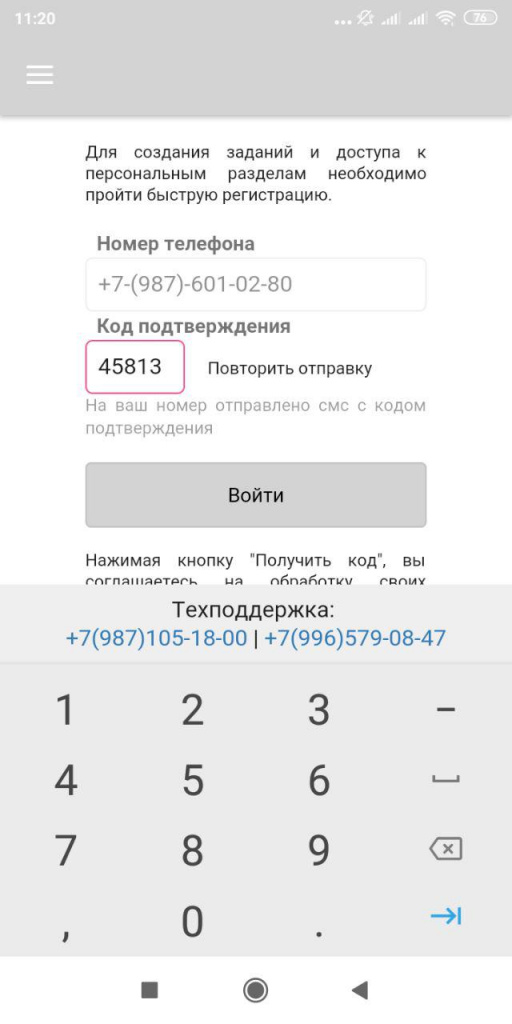 11:20
76
Для создания заданий и доступа к
персональным разделам необходимо
пройти быструю регистрацию.
Номер телефона
+7-(987)-601-02-80
Код подтверждения
45813 Повторить отправку
На ваш номер отправлено смс с кодом
подтверждения
Войти
Нажимая кнопку "Получить код", вы
соглашаетесь на обработку своих
Техподдержка:
+7(987)105-18-00 | +7(996)579-08-47
1 2 3 -
4 5 6
7 8 9
, 0 .